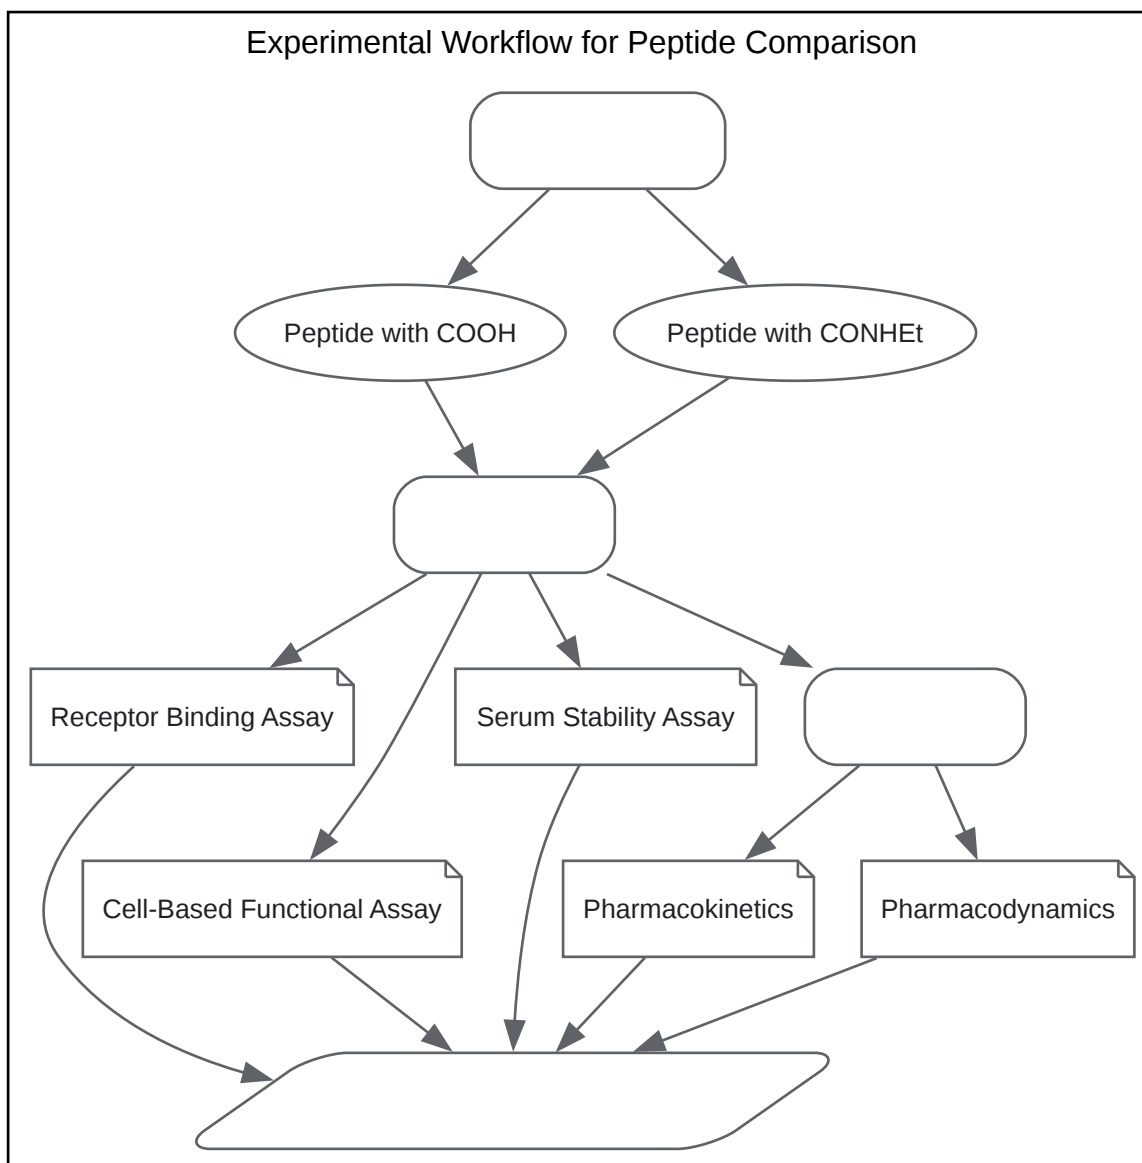 Experimental Workflow for Peptide Comparison
Peptide with COOH
Peptide with CONHEt
Receptor Binding Assay
Serum Stability Assay
Cell-Based Functional Assay
Pharmacokinetics
Pharmacodynamics